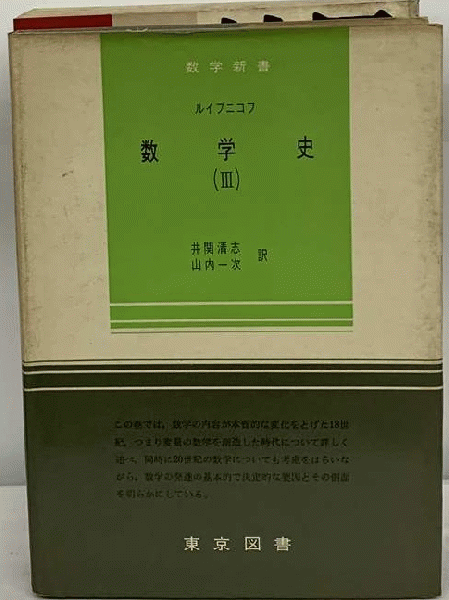 数学新書
ルイブニコフ
数学史
(III)
井関清志
山内一次 訳
この巻では,数学の内容が本質的な変化をとげた18世
紀,つまり変量の数学を創造した時代について詳しく
述べ,同時に20世紀の数学についても考慮をはらいな
がら,数学の発達の基本的で決定的な要因とその側面
を明らかにしている。
東京図書